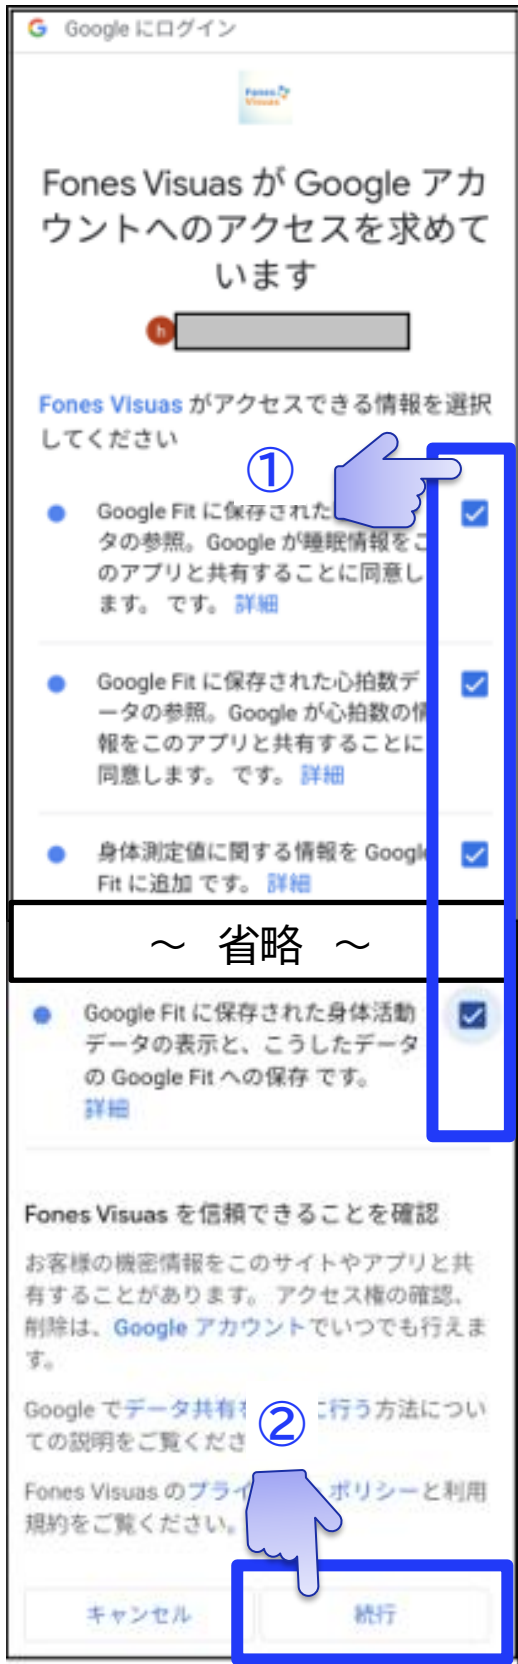 Google にログイン
Fones
Visuas
Fones Visuas が Google アカ
ウントへのアクセスを求めて
います
h
Fones Visuas がアクセスできる情報を選択
してください
①
Google Fit に保存された
タの参照。Google が睡眠情報をこ
のアプリと共有することに同意し
ます。 です。 詳細
Google Fit に保存された心拍数デ
ータの参照。Google が心拍数の情
報をこのアプリと共有することに
同意します。 です。 詳細
身体測定値に関する情報を Google
Fit に追加 です。 詳細
～ 省略 ～
Google Fit に保存された身体活動
データの表示と、こうしたデータ
の Google Fit への保存 です。
詳細
Fones Visuas を信頼できることを確認
お客様の機密情報をこのサイトやアプリと共
有することがあります。 アクセス権の確認、
削除は、Google アカウントでいつでも行えま
す。
Google でデータ共有 に行う方法につい
ての説明をご覧くださ
②
Fones Visuas のプライ ポリシーと利用
規約をご覧ください。
キャンセル
続行